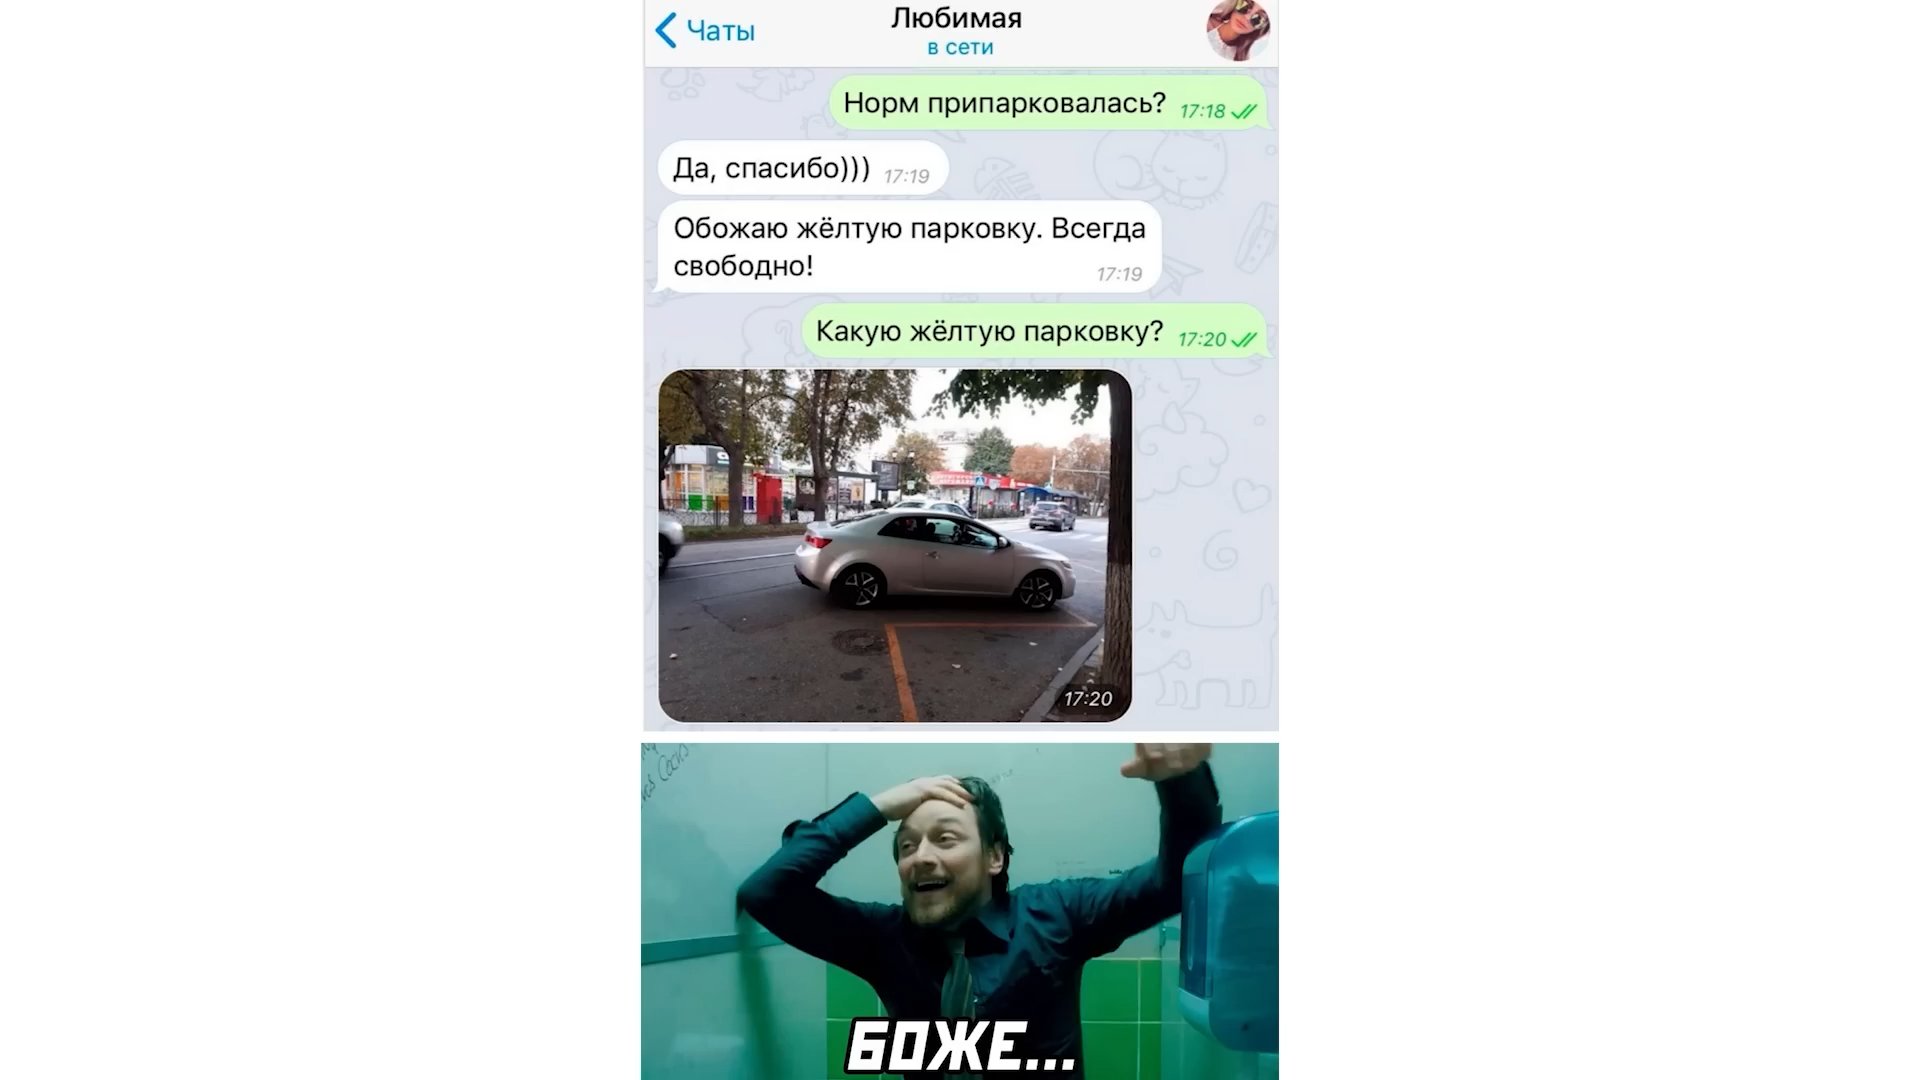 Чаты
Любимая
в сети
Норм припарковалась? 17:18
Да, спасибо))) 17:19
Обожаю жёлтую парковку. Всегда
свободно! 17:19
Какую жёлтую парковку? 17:20
17:20
БОЖЕ...